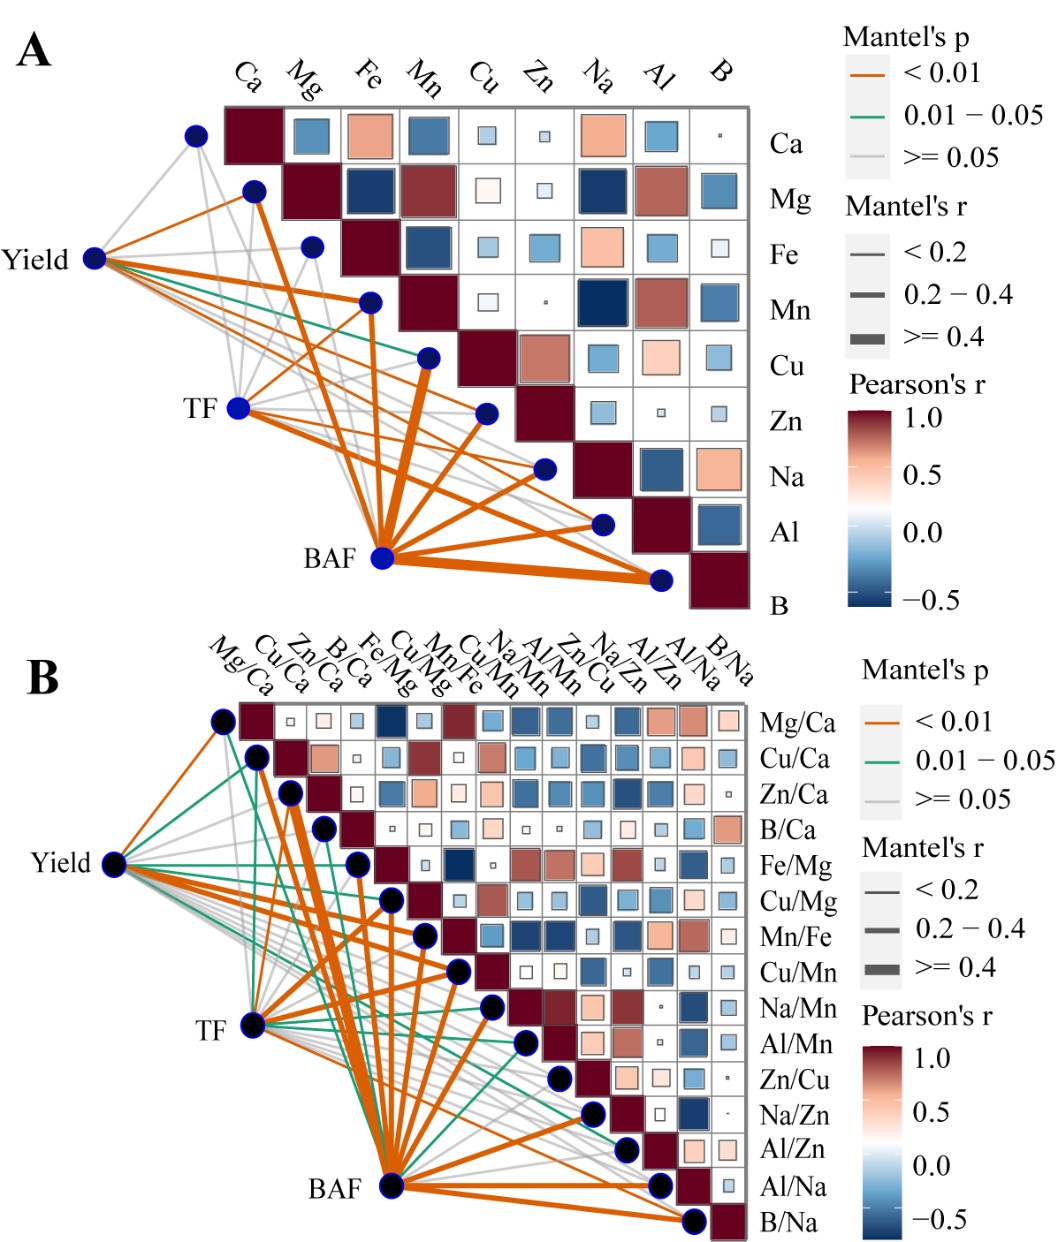 A
Ca Mg Fe Mn Cu Zn Na Al B
Ca
Mg
Fe
Mn
Cu
Zn
Na
Al
B
Yield
TF
BAF
Mantel's p
< 0.01
0.01 − 0.05
>= 0.05
Mantel's r
< 0.2
0.2 − 0.4
>= 0.4
Pearson's r
1.0
0.5
0.0
−0.5
B
Mg/Ca Cu/Ca Zn/Ca B/Ca Fe/Mg Cu/Mg Mn/Fe Cu/Mn Na/Mn Al/Mn Zn/Cu Na/Zn Al/Zn Al/Na B/Na
Mg/Ca
Cu/Ca
Zn/Ca
B/Ca
Fe/Mg
Cu/Mg
Mn/Fe
Cu/Mn
Na/Mn
Al/Mn
Zn/Cu
Na/Zn
Al/Zn
Al/Na
B/Na
Yield
TF
BAF
Mantel's p
< 0.01
0.01 − 0.05
>= 0.05
Mantel's r
< 0.2
0.2 − 0.4
>= 0.4
Pearson's r
1.0
0.5
0.0
−0.5